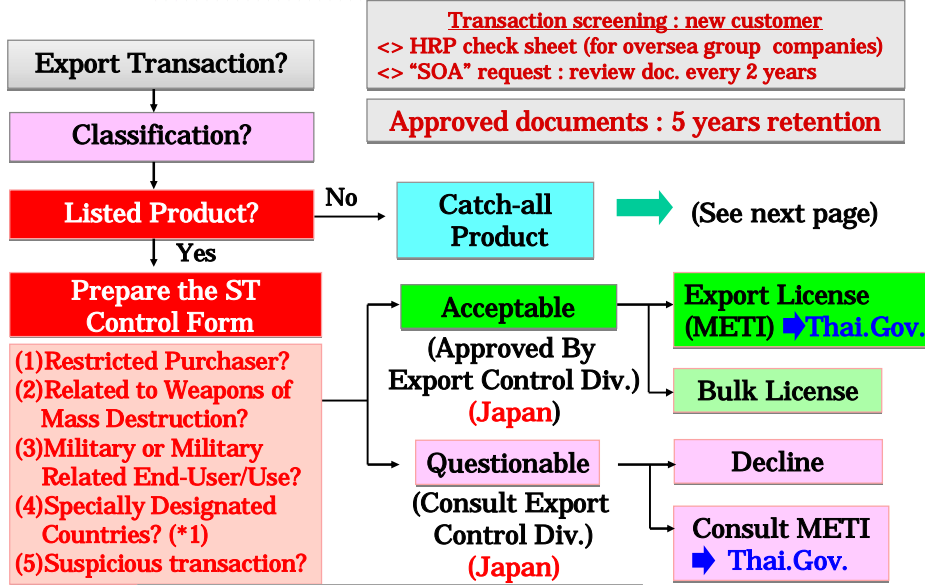 Transaction screening : new customer
<> HRP check sheet (for oversea group companies)
<> “SOA” request : review doc. every 2 years
Approved documents : 5 years retention
Export Transaction?
Classification?
Listed Product?
No
Catch-all
Product
(See next page)
Yes
Prepare the ST
Control Form
(1)Restricted Purchaser?
(2)Related to Weapons of
Mass Destruction?
(3)Military or Military
Related End-User/Use?
(4)Specially Designated
Countries? (*1)
(5)Suspicious transaction?
Acceptable
(Approved By
Export Control Div.)
(Japan)
Export License
(METI) ➡Thai.Gov.
Bulk License
Questionable
(Consult Export
Control Div.)
(Japan)
Decline
Consult METI
➡ Thai.Gov.